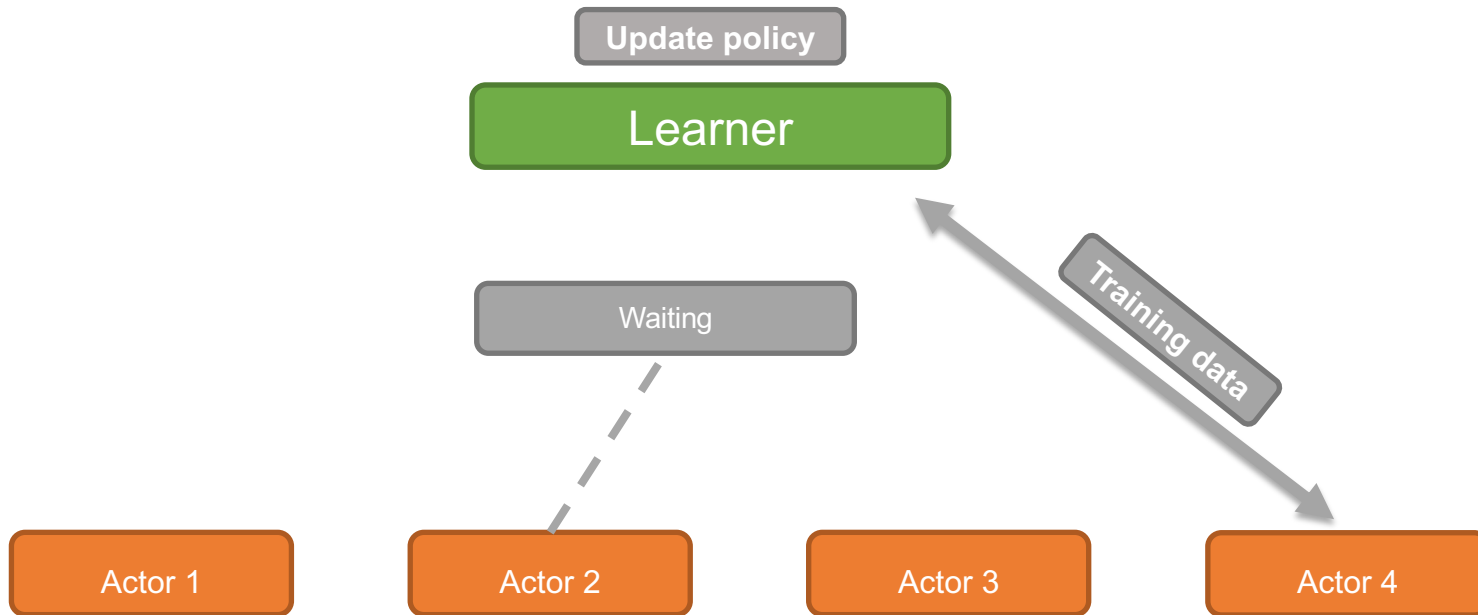 Update policy
Learner
Waiting
Training data
Actor 1
Actor 2
Actor 3
Actor 4